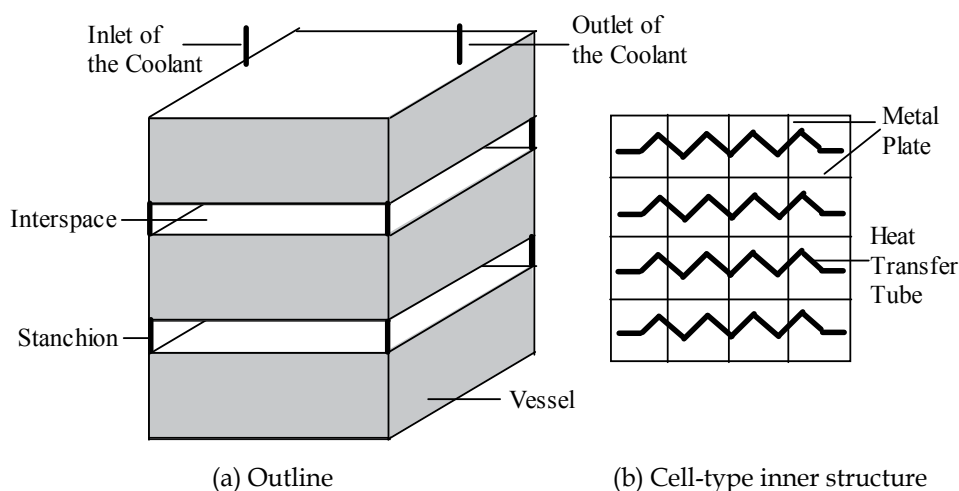 Inlet of
the Coolant
Outlet of
the Coolant
Interspace
Stanchion
Vessel
Metal
Plate
Heat
Transfer
Tube
(a) Outline
(b) Cell-type inner structure